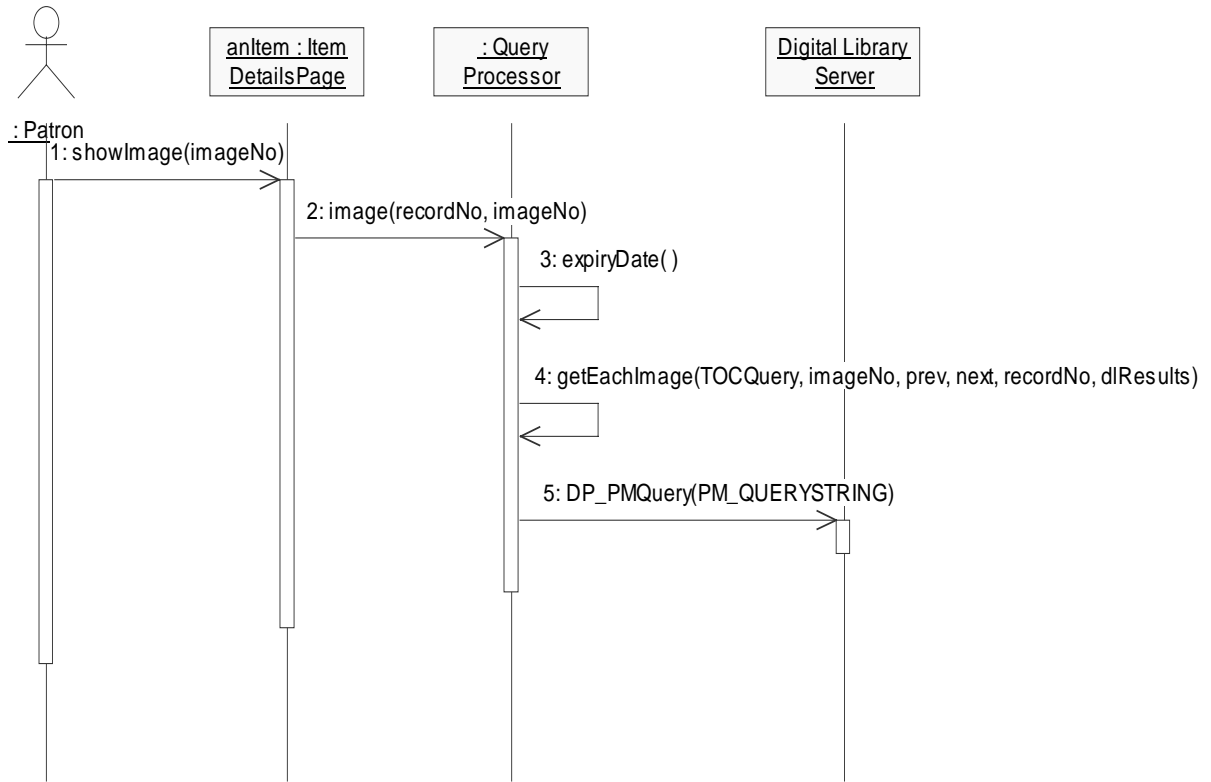 anItem : Item
DetailsPage
: Query
Processor
Digital Library
Server
: Patron
1: showImage(imageNo)
2: image(recordNo, imageNo)
3: expiryDate( )
4: getEachImage(TOCQuery, imageNo, prev, next, recordNo, dlResults)
5: DP_PMQuery(PM_QUERYSTRING)